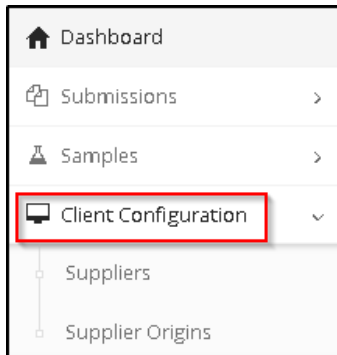 Dashboard
Submissions
Samples
Client Configuration
Suppliers
Supplier Origins